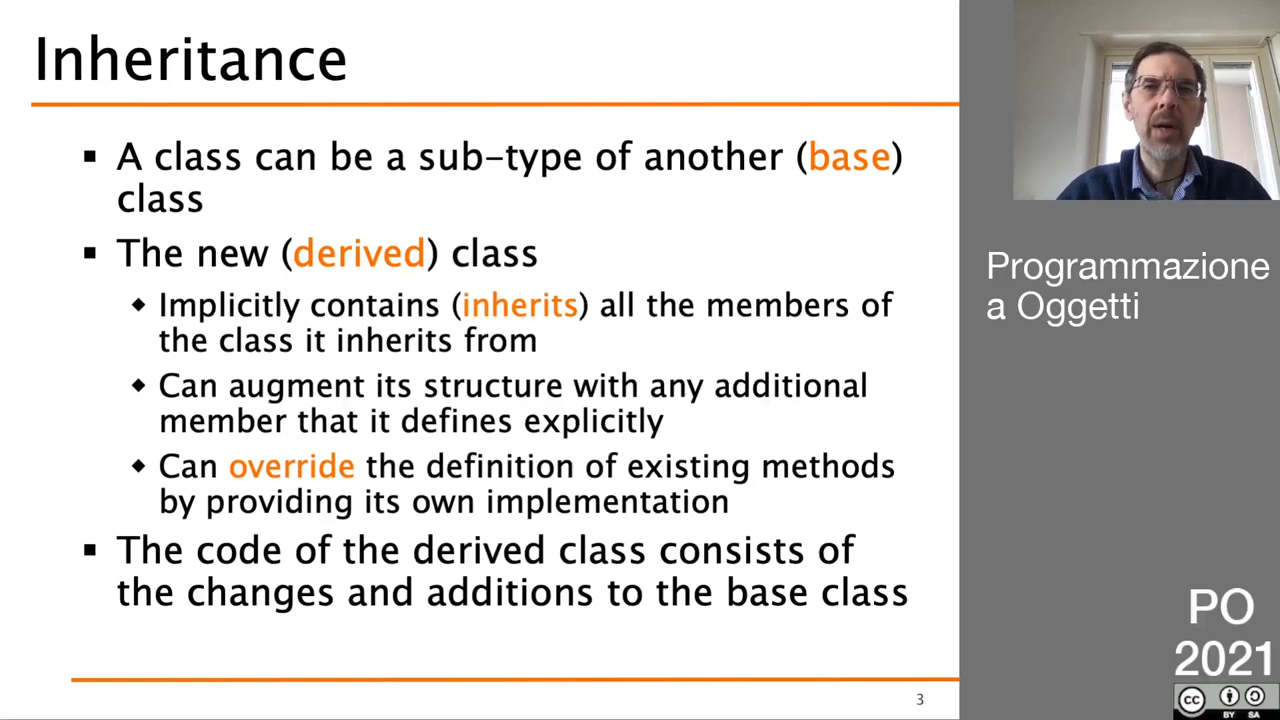 Inheritance
▪ A class can be a sub-type of another (base)
class
▪ The new (derived) class
◆ Implicitly contains (inherits) all the members of
the class it inherits from
◆ Can augment its structure with any additional
member that it defines explicitly
◆ Can override the definition of existing methods
by providing its own implementation
▪ The code of the derived class consists of
the changes and additions to the base class
3
Programmazione
a Oggetti
PO
2021
CC
BY SA